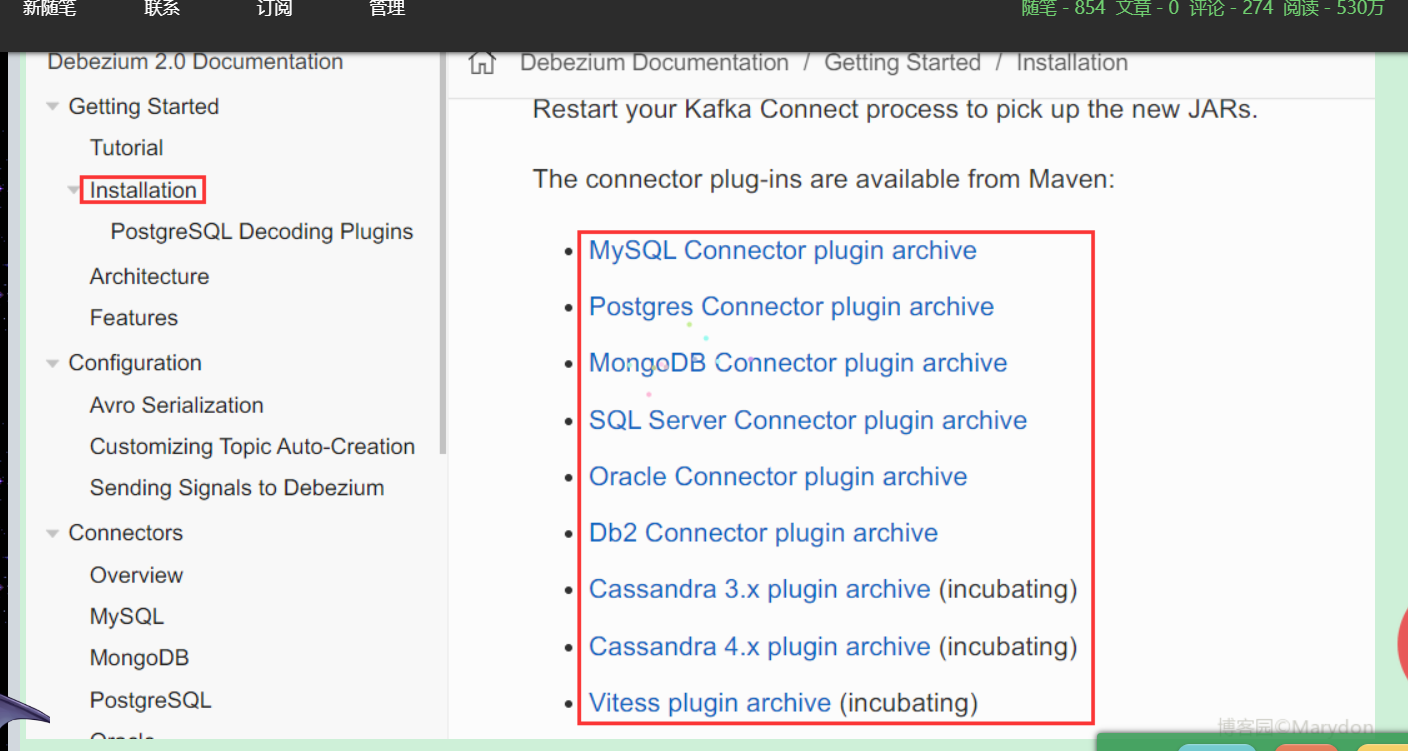 新随笔 联系 订阅 管理 随笔 - 854 文章 - 0 评论 - 274 阅读 - 530万
Debezium 2.0 Documentation
Getting Started
Tutorial
Installation
PostgreSQL Decoding Plugins
Architecture
Features
Configuration
Avro Serialization
Customizing Topic Auto-Creation
Sending Signals to Debezium
Connectors
Overview
MySQL
MongoDB
PostgreSQL
Oracle
Debezium Documentation / Getting Started / Installation
Restart your Kafka Connect process to pick up the new JARs.
The connector plug-ins are available from Maven:
• MySQL Connector plugin archive
• Postgres Connector plugin archive
• MongoDB Connector plugin archive
• SQL Server Connector plugin archive
• Oracle Connector plugin archive
• Db2 Connector plugin archive
• Cassandra 3.x plugin archive (incubating)
• Cassandra 4.x plugin archive (incubating)
• Vitess plugin archive (incubating)
博客园©Marydon